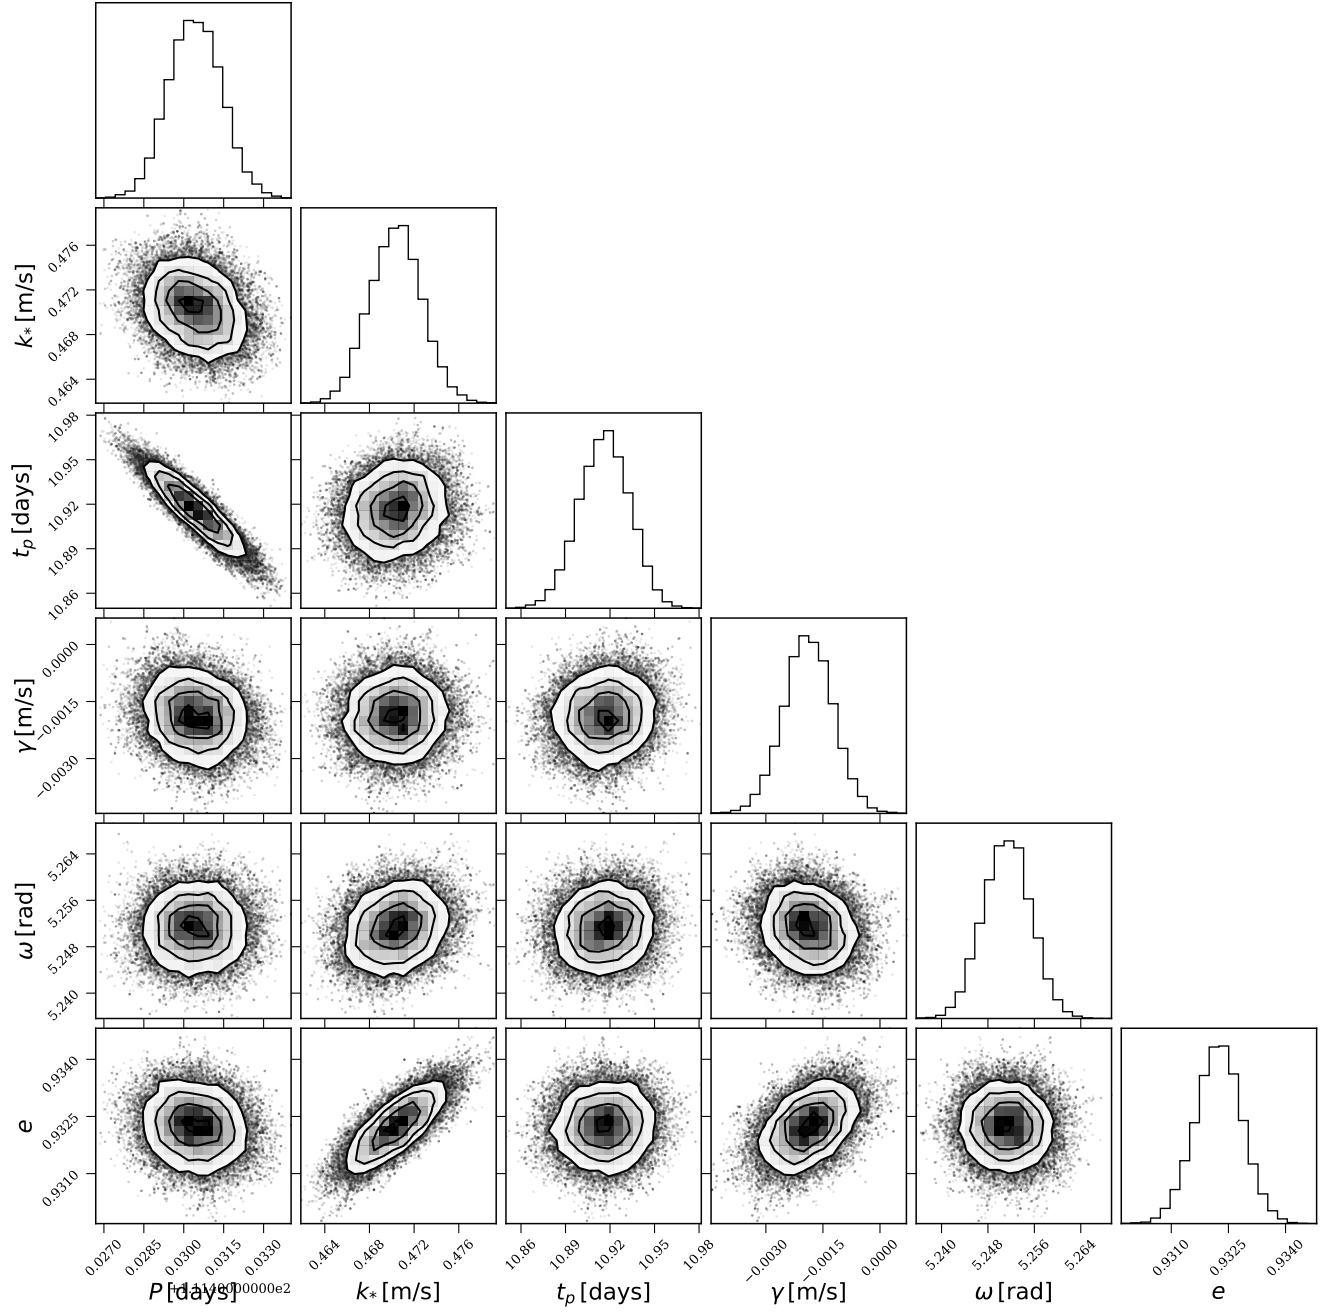 0.476
0.472
0.468
0.464
k* [m/s]
10.98
10.95
10.92
10.89
10.86
tp [days]
0.0000
−0.0015
−0.0030
γ [m/s]
5.264
5.256
5.248
5.240
ω [rad]
0.9340
0.9325
0.9310
e
0.0270 0.0285 0.0300 0.0315 0.0330
P [days]
0.464 0.468 0.472 0.476
k* [m/s]
10.86 10.89 10.92 10.95 10.98
tp [days]
−0.0030 −0.0015 0.0000
γ [m/s]
5.240 5.248 5.256 5.264
ω [rad]
0.9310 0.9325 0.9340
e